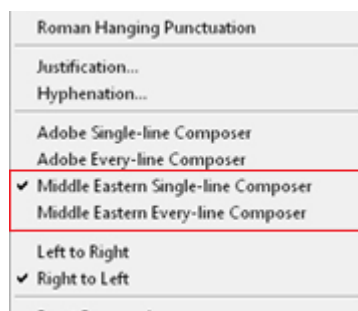 Roman Hanging Punctuation
Justification...
Hyphenation...
Adobe Single-line Composer
Adobe Every-line Composer
Middle Eastern Single-line Composer
Middle Eastern Every-line Composer
Left to Right
Right to Left